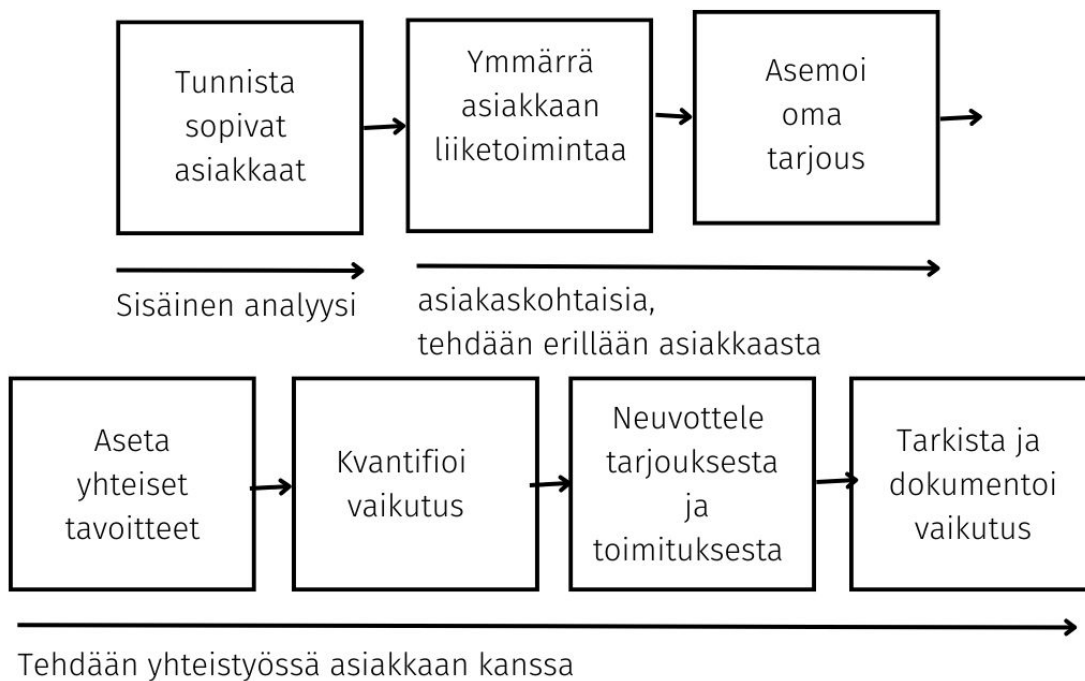 Tunnista
sopivat
asiakkaat
Ymmärrä
asiakkaan
liiketoimintaa
Asemoi
oma
tarjous
Sisäinen analyysi
asiakaskohtaisia,
tehdään erillään asiakkaasta
Aseta
yhteiset
tavoitteet
Kvantifioi
vaikutus
Neuvottele
tarjouksesta
ja
toimituksesta
Tarkista ja
dokumentoi
vaikutus
Tehdään yhteistyössä asiakkaan kanssa